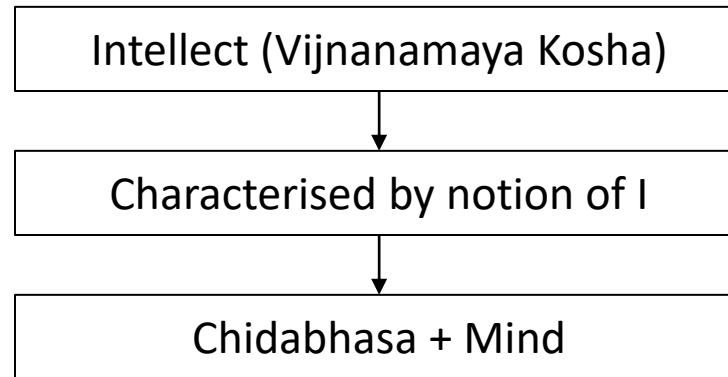 Intellect (Vijnanamaya Kosha)
Characterised by notion of I
Chidabhasa + Mind